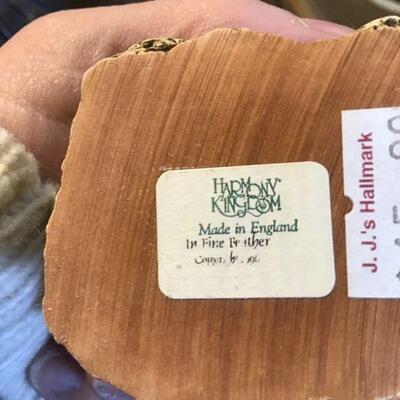 HARMONY
KINGDOM
Made in England
In Fine Feather
J. J.'s Hallmark